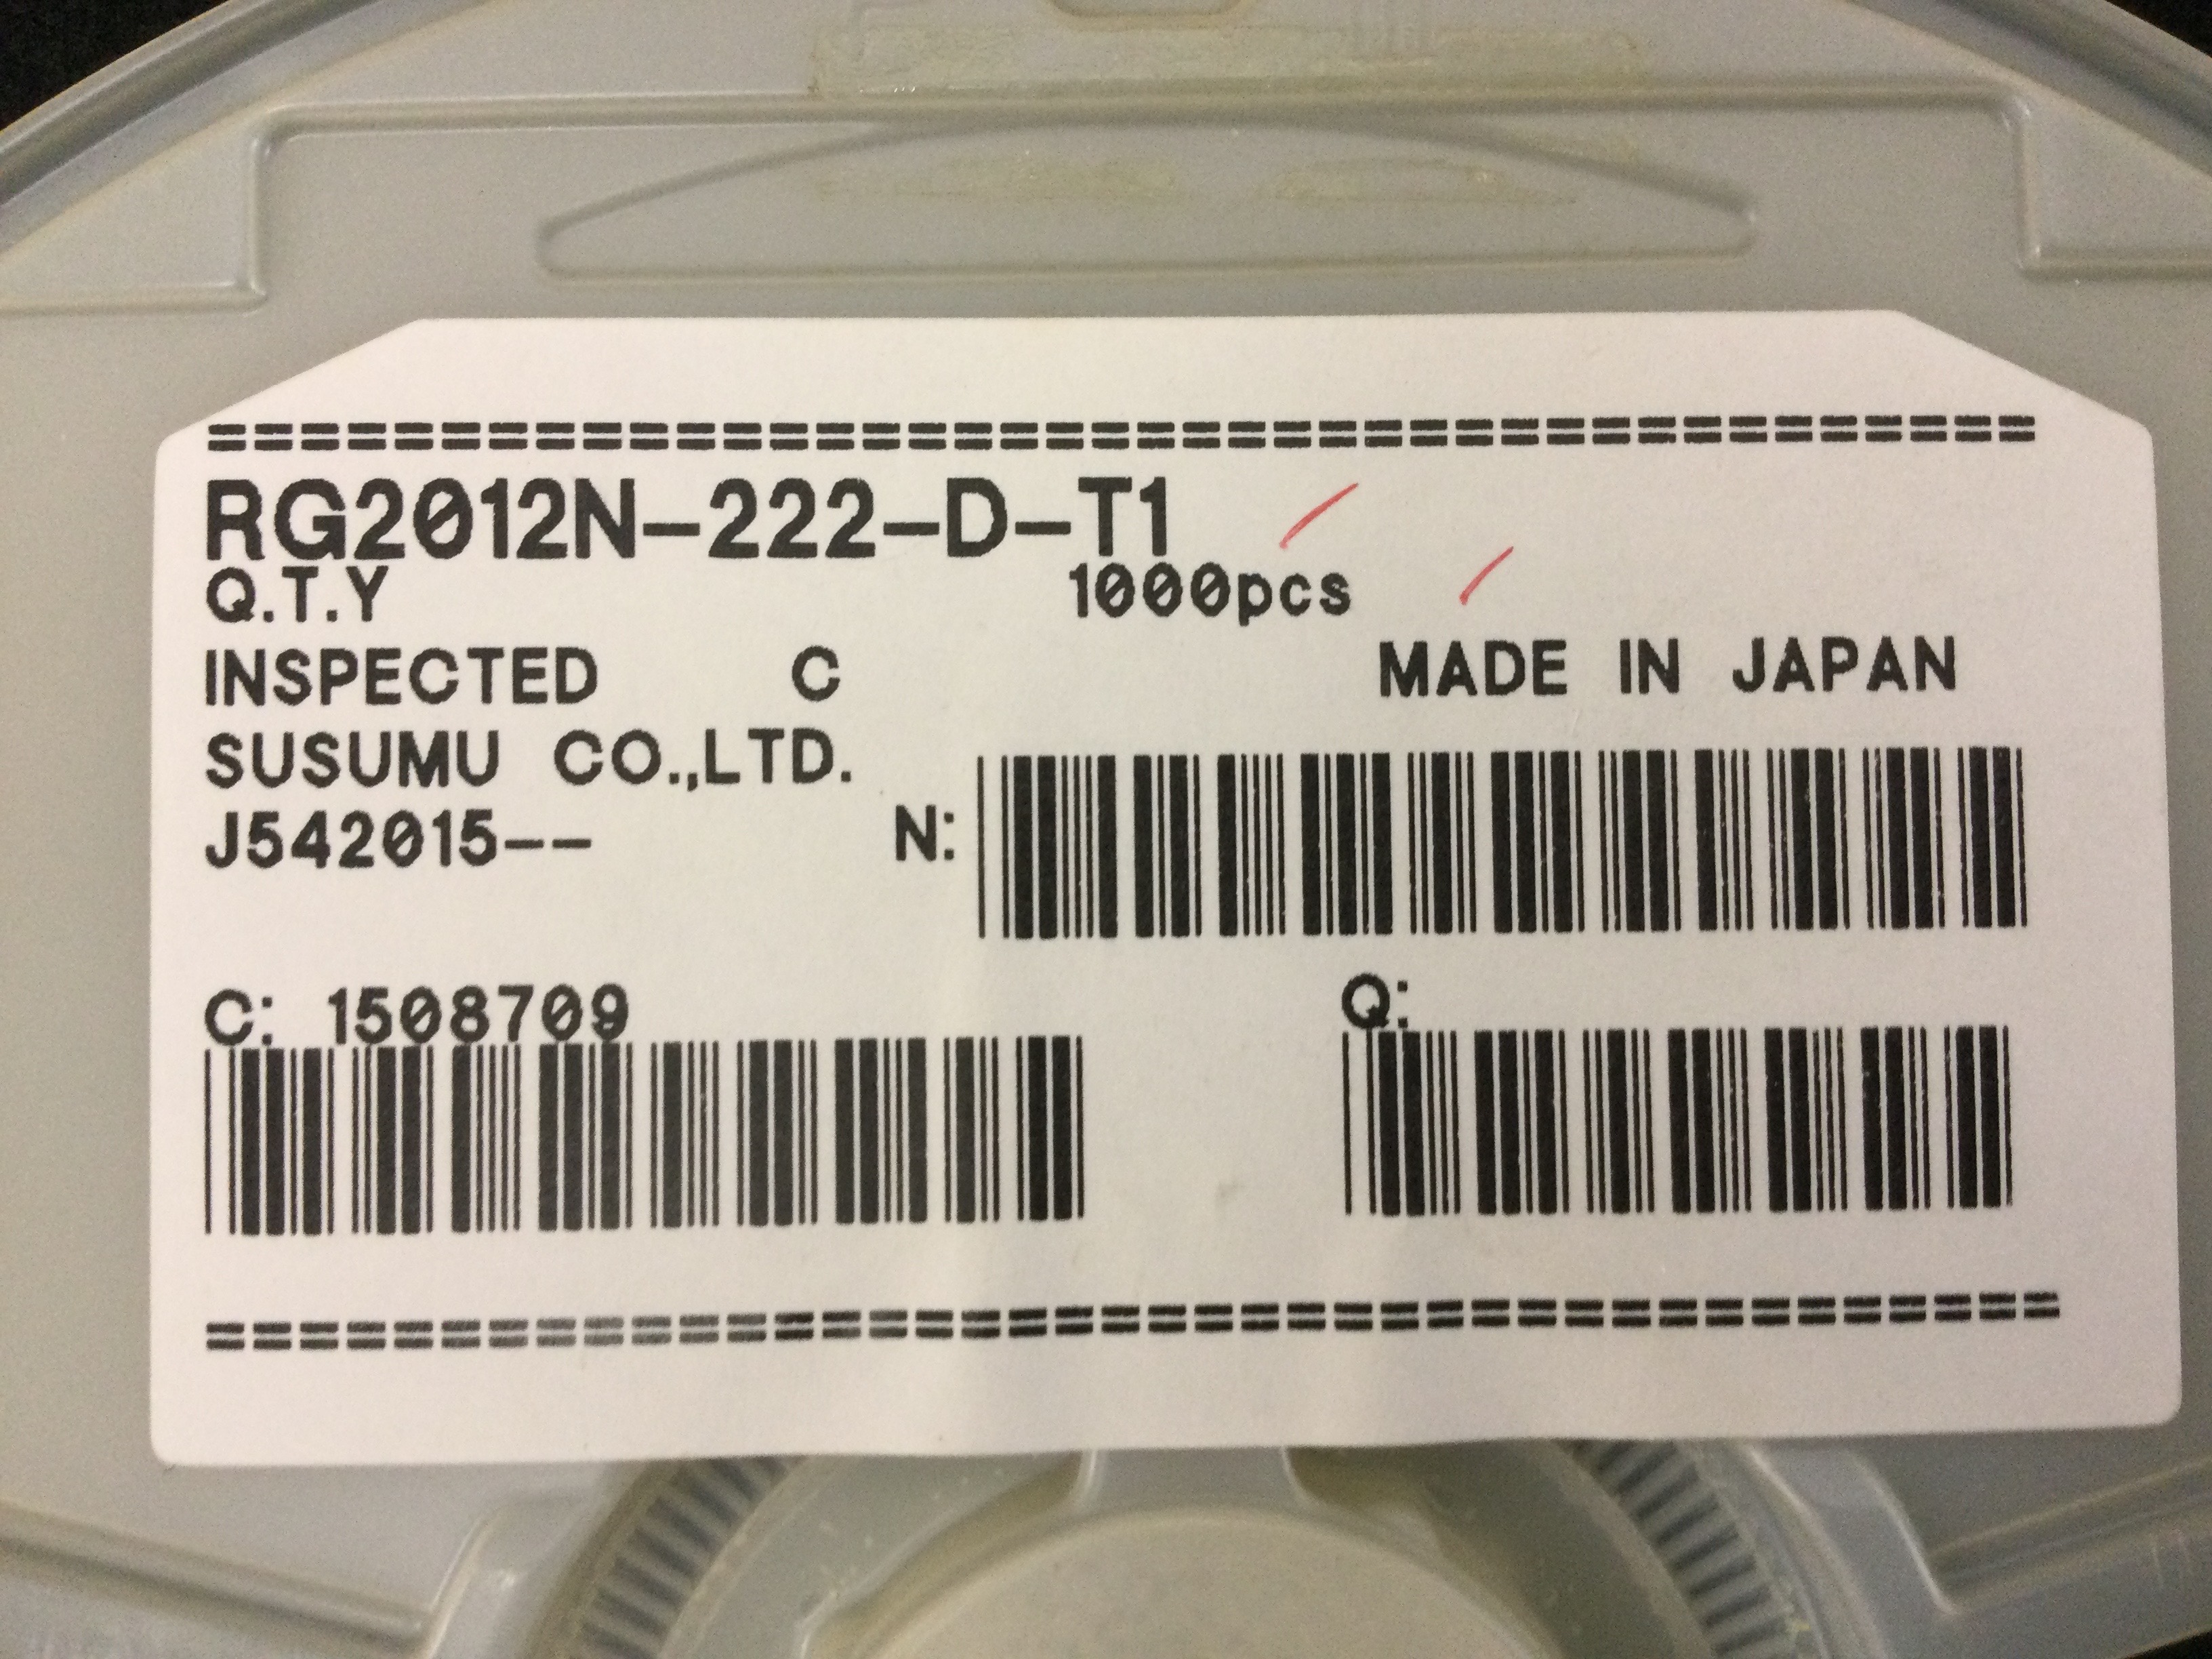 ==================
RG2012N-222-D-T1
Q.T.Y 1000pcs
INSPECTED C MADE IN JAPAN
SUSUMU CO.,LTD.
J542015-- N:
C: 1508709 Q:
==================